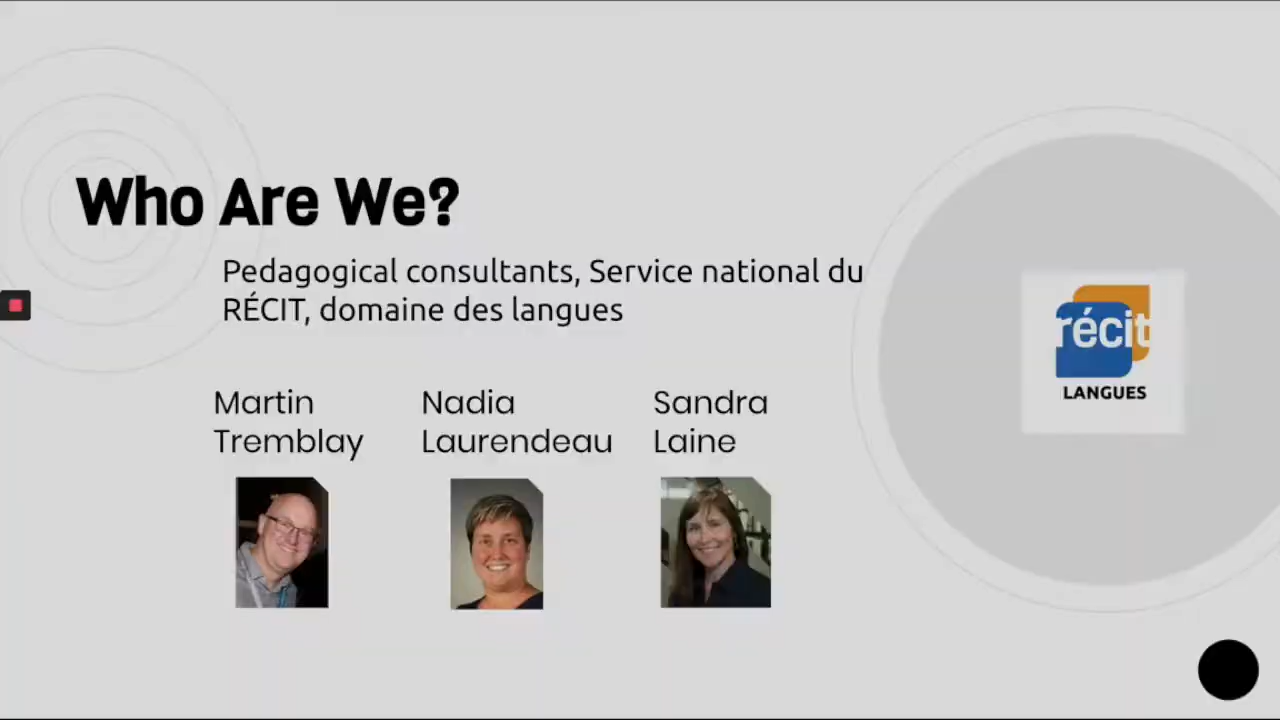 Who Are We?
Pedagogical consultants, Service national du
RÉCIT, domaine des langues
Martin
Tremblay
Nadia
Laurendeau
Sandra
Laine
récit
LANGUES